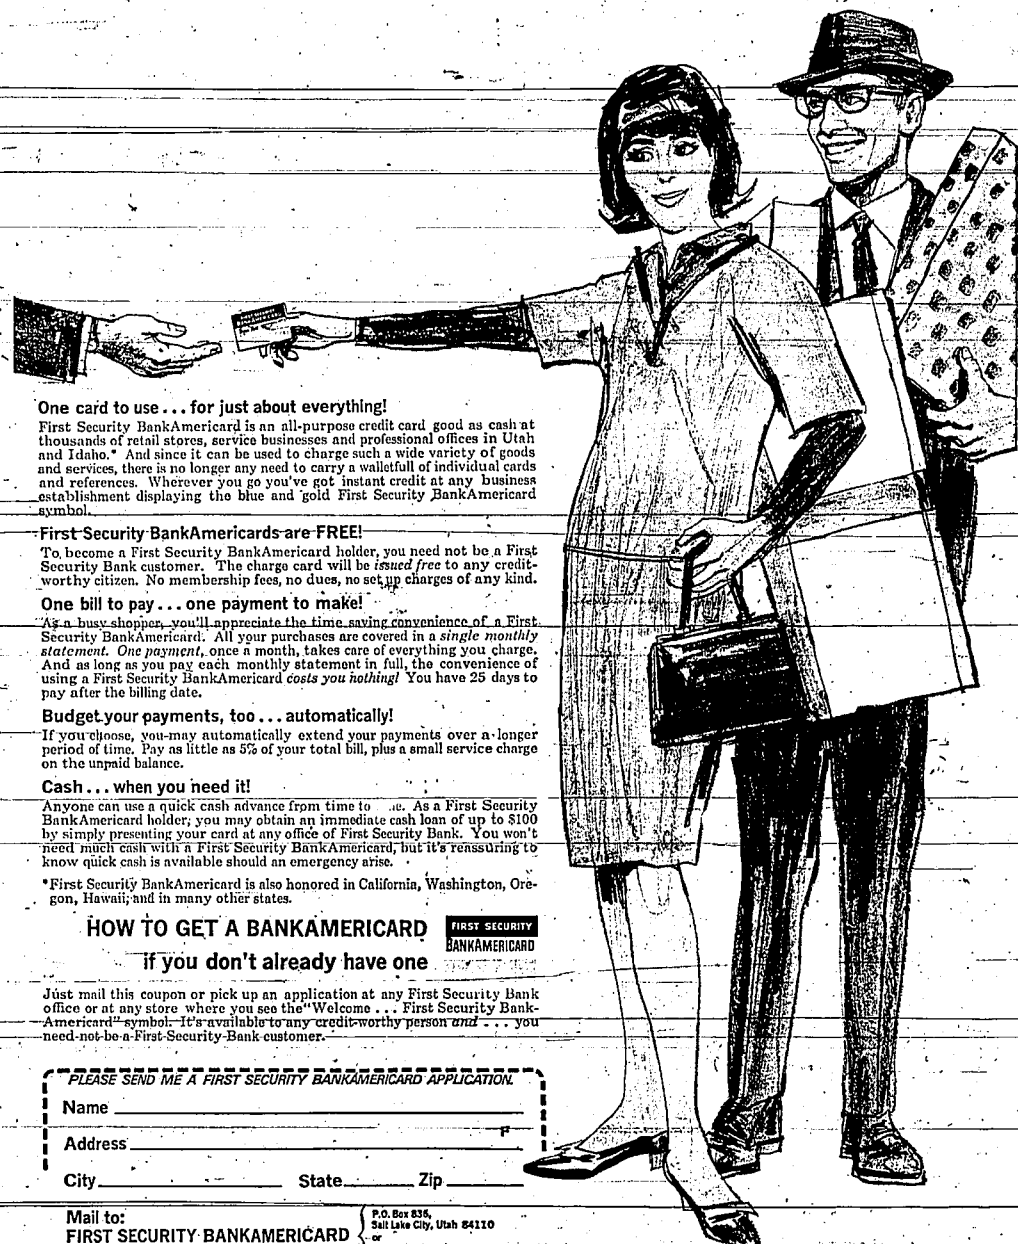 One card to use . . . for just about everything!
First Security BankAmericard is an all-purpose credit card good as cash at
thousands of retail stores, service businesses and professional offices in Utah
and Idaho.* And since it can be used to charge such a wide variety of goods
and services, there is no longer any need to carry a walletfull of individual cards
and references. Wherever you go you've got instant credit at any business
establishment displaying the blue and gold First Security BankAmericard
symbol.
First Security BankAmericards are FREE!
To become a First Security BankAmericard holder, you need not be a First
Security Bank customer. The charge card will be issued free to any credit-
worthy citizen. No membership fees, no dues, no set up charges of any kind.
One bill to pay . . . one payment to make!
As a busy shopper, you'll appreciate the time saving convenience of a First
Security BankAmericard. All your purchases are covered in a single monthly
statement. One payment, once a month, takes care of everything you charge.
And as long as you pay each monthly statement in full, the convenience of
using a First Security BankAmericard costs you nothing! You have 25 days to
pay after the billing date.
Budget your payments, too . . . automatically!
If you choose, you may automatically extend your payments over a longer
period of time. Pay as little as 5% of your total bill, plus a small service charge
on the unpaid balance.
Cash . . . when you need it!
Anyone can use a quick cash advance from time to As a First Security
BankAmericard holder, you may obtain an immediate cash loan of up to $100
by simply presenting your card at any office of First Security Bank. You won't
need much cash with a First Security BankAmericard, but it's reassuring to
know quick cash is available should an emergency arise.
*First Security BankAmericard is also honored in California, Washington, Ore-
gon, Hawaii, and in many other states.
HOW TO GET A BANKAMERICARD
if you don't already have one
FIRST SECURITY
BANKAMERICARD
Just mail this coupon or pick up an application at any First Security Bank
office or at any store where you see the "Welcome . . . First Security Bank-
Americard" symbol. It's available to any credit-worthy person and . . . you
need not be a First Security Bank customer.
PLEASE SEND ME A FIRST SECURITY BANKAMERICARD APPLICATION.
Name
P
Address
City State Zip
Mail to:
FIRST SECURITY BANKAMERICARD
P.O. Box 836,
Salt Lake City, Utah 84110
or